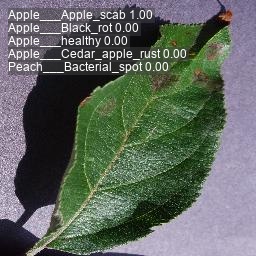 Apple___Apple_scab 1.00
Apple___Black_rot 0.00
Apple___healthy 0.00
Apple___Cedar_apple_rust 0.00
Peach___Bacterial_spot 0.00